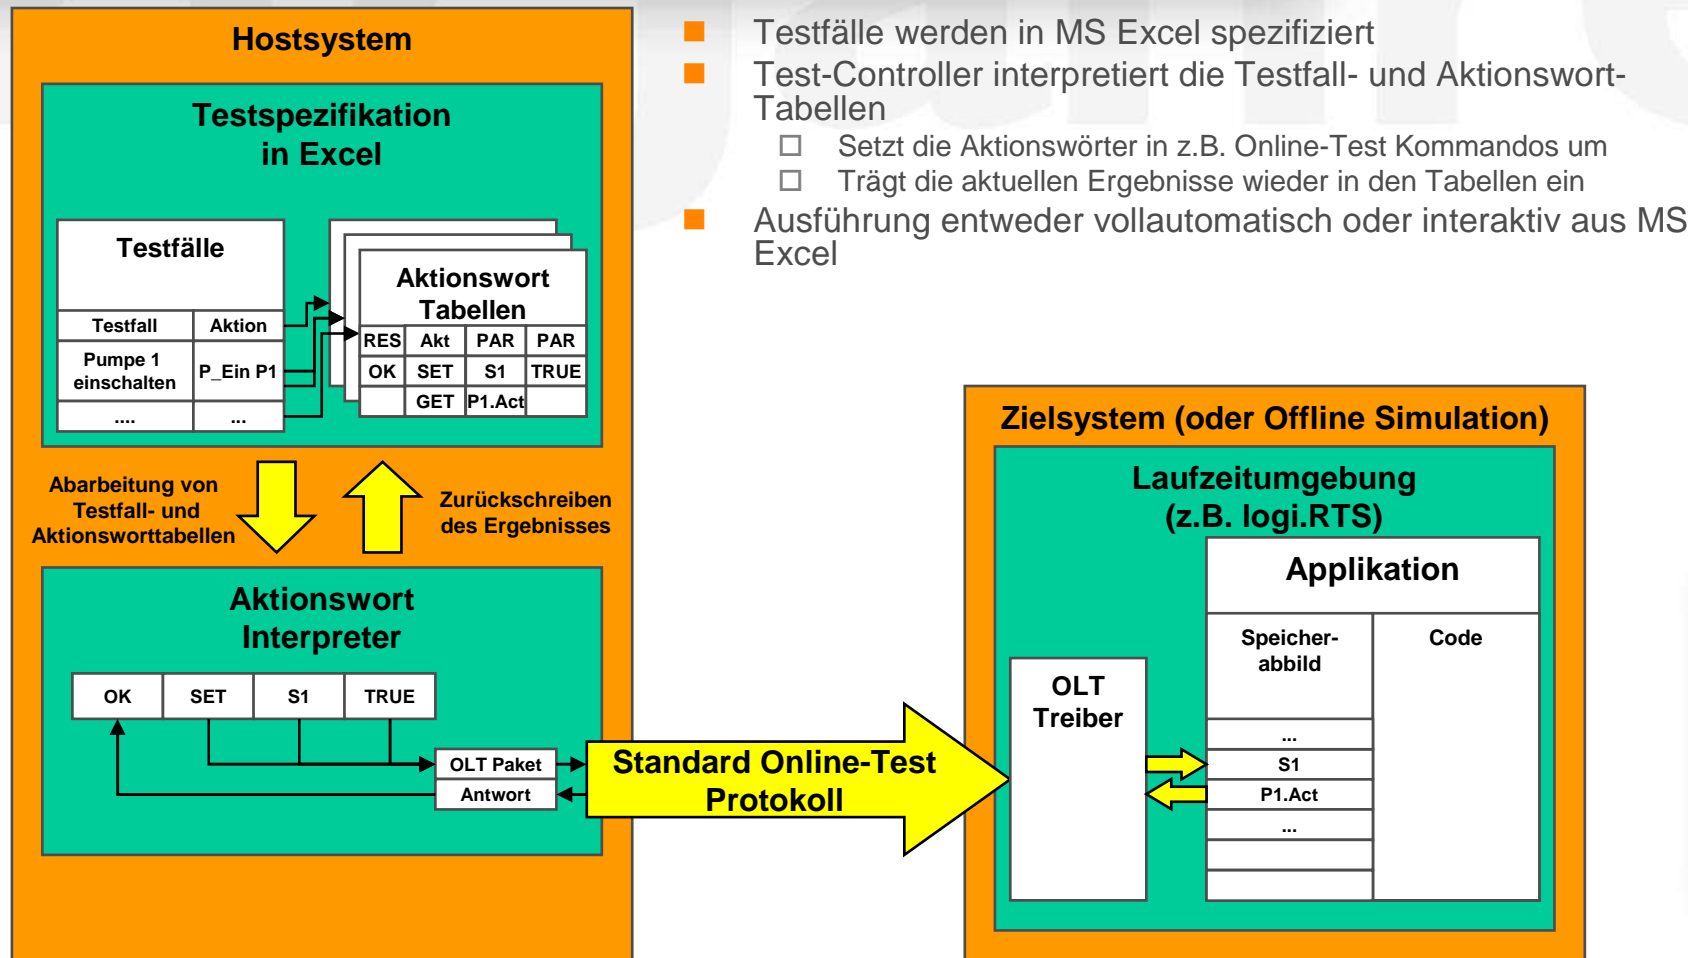 Hostsystem
Testspezifikation
in Excel
Testfälle
Testfall Aktion
Pumpe 1
einschalten
P_Ein P1
.... ...
Aktionswort
Tabellen
RES Akt PAR PAR
OK SET S1 TRUE
GET P1.Act
Abarbeitung von
Testfall- und
Aktionsworttabellen
Zurückschreiben
des Ergebnisses
Aktionswort
Interpreter
OK SET S1 TRUE
OLT Paket
Antwort
Testfälle werden in MS Excel spezifiziert
Test-Controller interpretiert die Testfall- und Aktionswort-
Tabellen
Setzt die Aktionswörter in z.B. Online-Test Kommandos um
Trägt die aktuellen Ergebnisse wieder in den Tabellen ein
Ausführung entweder vollautomatisch oder interaktiv aus MS
Excel
Standard Online-Test
Protokoll
Zielsystem (oder Offline Simulation)
Laufzeitumgebung
(z.B. logi.RTS)
OLT
Treiber
Applikation
Speicher-
abbild
Code
...
S1
P1.Act
...